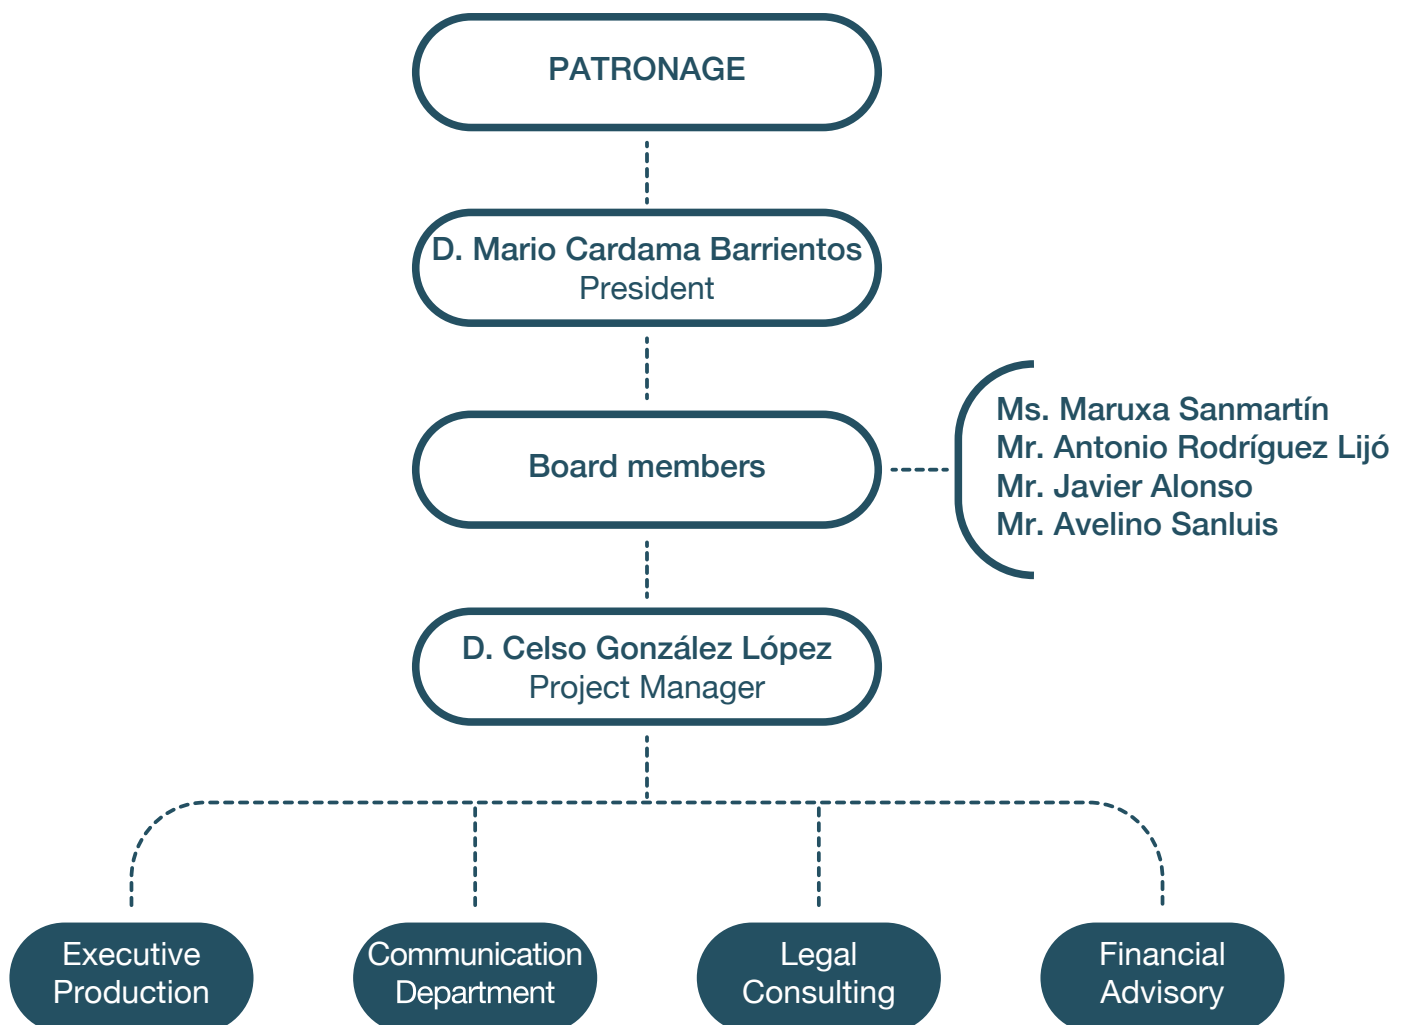 PATRONAGE
D. Mario Cardama Barrientos
President
Board members
Ms. Maruxa Sanmartín
Mr. Antonio Rodríguez Lijó
Mr. Javier Alonso
Mr. Avelino Sanluis
D. Celso González López
Project Manager
Executive
Production
Communication
Department
Legal
Consulting
Financial
Advisory